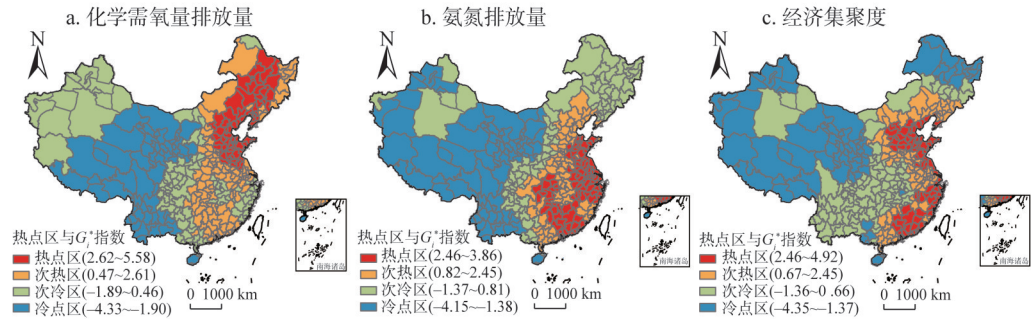 a. 化学需氧量排放量
N
热点区与G_i^*指数
热点区(2.62~5.58)
次热区(0.47~2.61)
次冷区(–1.89~0.46)
冷点区(–4.33~–1.90)
0 1000 km
南海诸岛
b. 氨氮排放量
N
热点区与G_i^*指数
热点区(2.46~3.86)
次热区(0.82~2.45)
次冷区(–1.37~0.81)
冷点区(–4.15~–1.38)
0 1000 km
南海诸岛
c. 经济集聚度
N
热点区与G_i^*指数
热点区(2.46~4.92)
次热区(0.67~2.45)
次冷区(–1.36~0 .66)
冷点区(–4.35~–1.37)
0 1000 km
南海诸岛